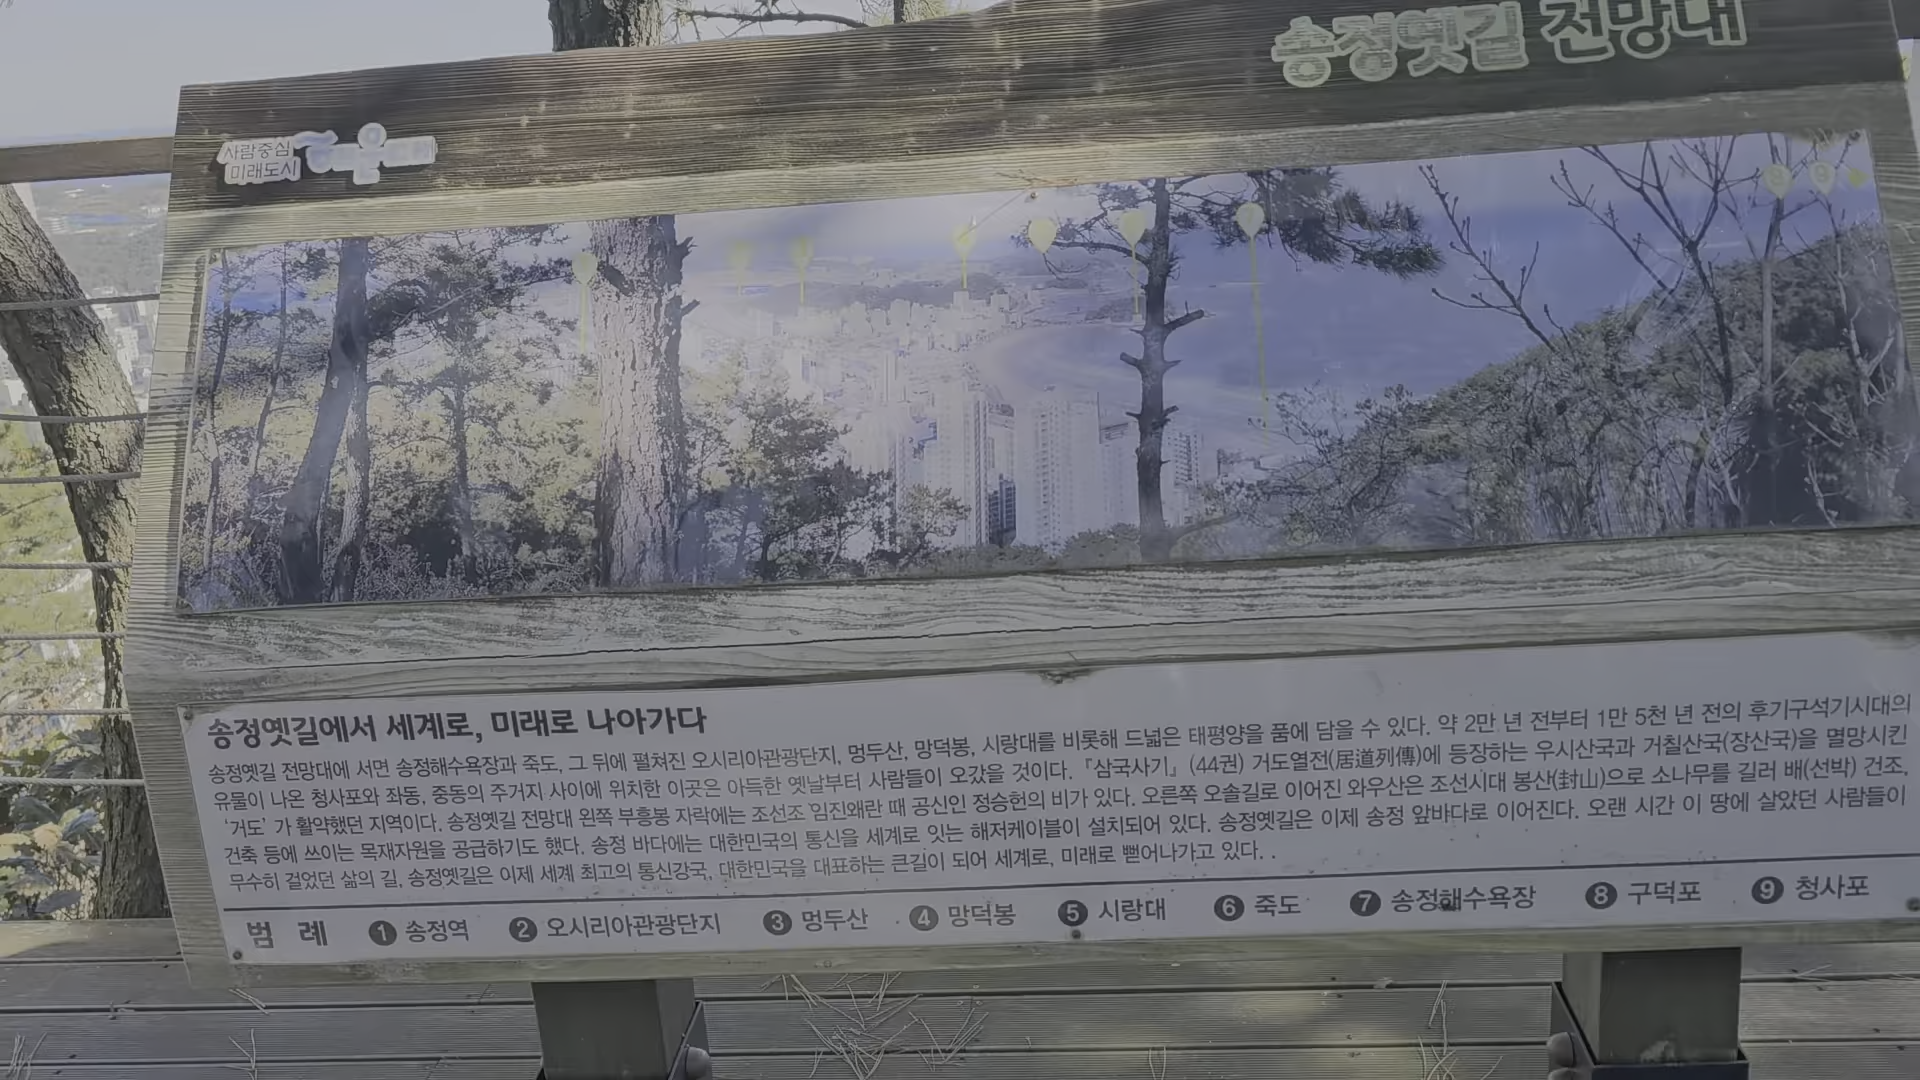 송정옛길 전망대
사람중심
미래도시
해운대
송정옛길에서 세계로, 미래로 나아가다
송정옛길 전망대에 서면 송정해수욕장과 죽도, 그 뒤에 펼쳐진 오시리아관광단지, 멍두산, 망덕봉, 시랑대를 비롯해 드넓은 태평양을 품에 담을 수 있다. 약 2만 년 전부터 1만 5천 년 전의 후기구석기시대의
유물이 나온 청사포와 좌동, 중동의 주거지 사이에 위치한 이곳은 아득한 옛날부터 사람들이 오갔을 것이다. 『삼국사기』(44권) 거도열전(居道列傳)에 등장하는 우시산국과 거칠산국(장산국)을 멸망시킨
'거도' 가 활약했던 지역이다. 송정옛길 전망대 왼쪽 부흥봉 자락에는 조선조 임진왜란 때 공신인 정승헌의 비가 있다. 오른쪽 오솔길로 이어진 와우산은 조선시대 봉산(封山)으로 소나무를 길러 배(선박) 건조,
건축 등에 쓰이는 목재자원을 공급하기도 했다. 송정 바다에는 대한민국의 통신을 세계로 잇는 해저케이블이 설치되어 있다. 송정옛길은 이제 송정 앞바다로 이어진다. 오랜 시간 이 땅에 살았던 사람들이
무수히 걸었던 삶의 길, 송정옛길은 이제 세계 최고의 통신강국, 대한민국을 대표하는 큰길이 되어 세계로, 미래로 뻗어나가고 있다. .
범 례 ❶ 송정역 ❷ 오시리아관광단지 ❸ 멍두산 ❹ 망덕봉 ❺ 시랑대 ❻ 죽도 ❼ 송정해수욕장 ❽ 구덕포 ❾ 청사포